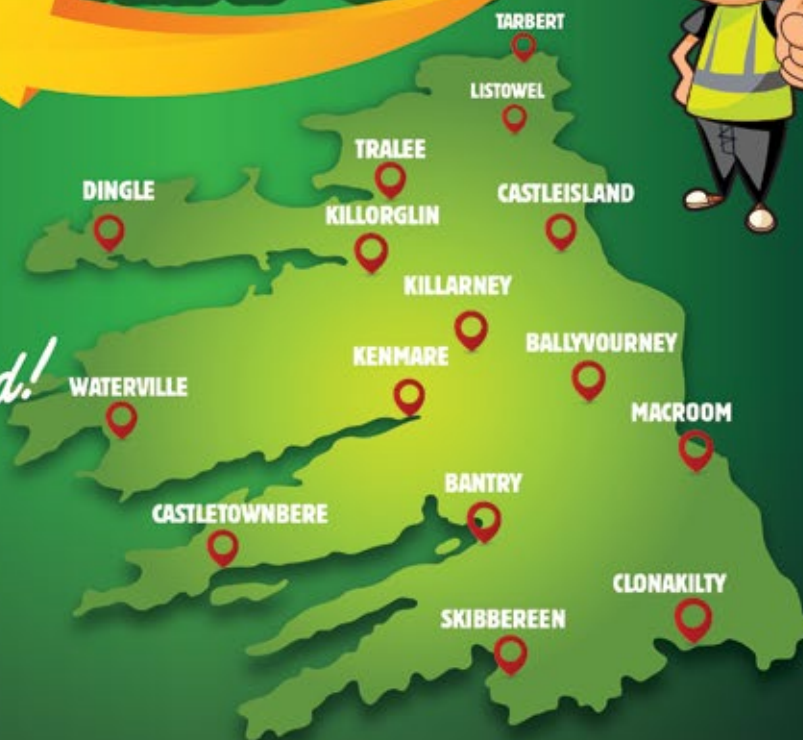 TARBERT
LISTOWEL
TRALEE
DINGLE
CASTLEISLAND
KILLORGLIN
KILLARNEY
BALLYVOURNEY
KENMARE
d!
WATERVILLE
MACROOM
BANTRY
CASTLETOWNBERE
CLONAKILTY
SKIBBEREEN